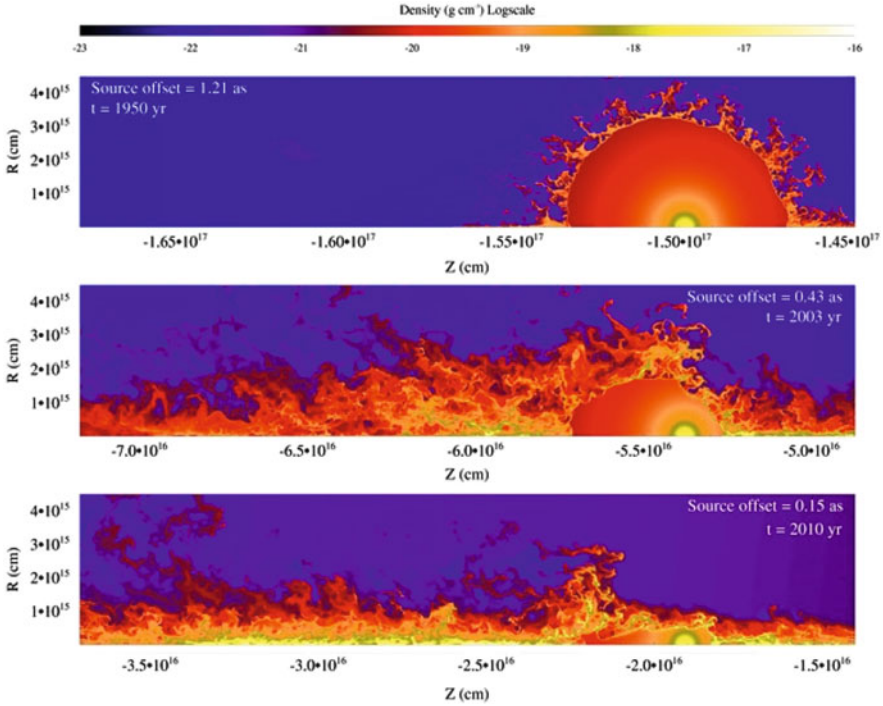 Density (g cm⁻³) Logscale
-23 -22 -21 -20 -19 -18 -17 -16
Source offset = 1.21 as
t = 1950 yr
4•10¹⁵
3•10¹⁵
2•10¹⁵
1•10¹⁵
R (cm)
-1.65•10¹⁷ -1.60•10¹⁷ -1.55•10¹⁷ -1.50•10¹⁷ -1.45•10¹⁷
Z (cm)
Source offset = 0.43 as
t = 2003 yr
4•10¹⁵
3•10¹⁵
2•10¹⁵
1•10¹⁵
R (cm)
-7.0•10¹⁶ -6.5•10¹⁶ -6.0•10¹⁶ -5.5•10¹⁶ -5.0•10¹⁶
Z (cm)
Source offset = 0.15 as
t = 2010 yr
4•10¹⁵
3•10¹⁵
2•10¹⁵
1•10¹⁵
R (cm)
-3.5•10¹⁶ -3.0•10¹⁶ -2.5•10¹⁶ -2.0•10¹⁶ -1.5•10¹⁶
Z (cm)